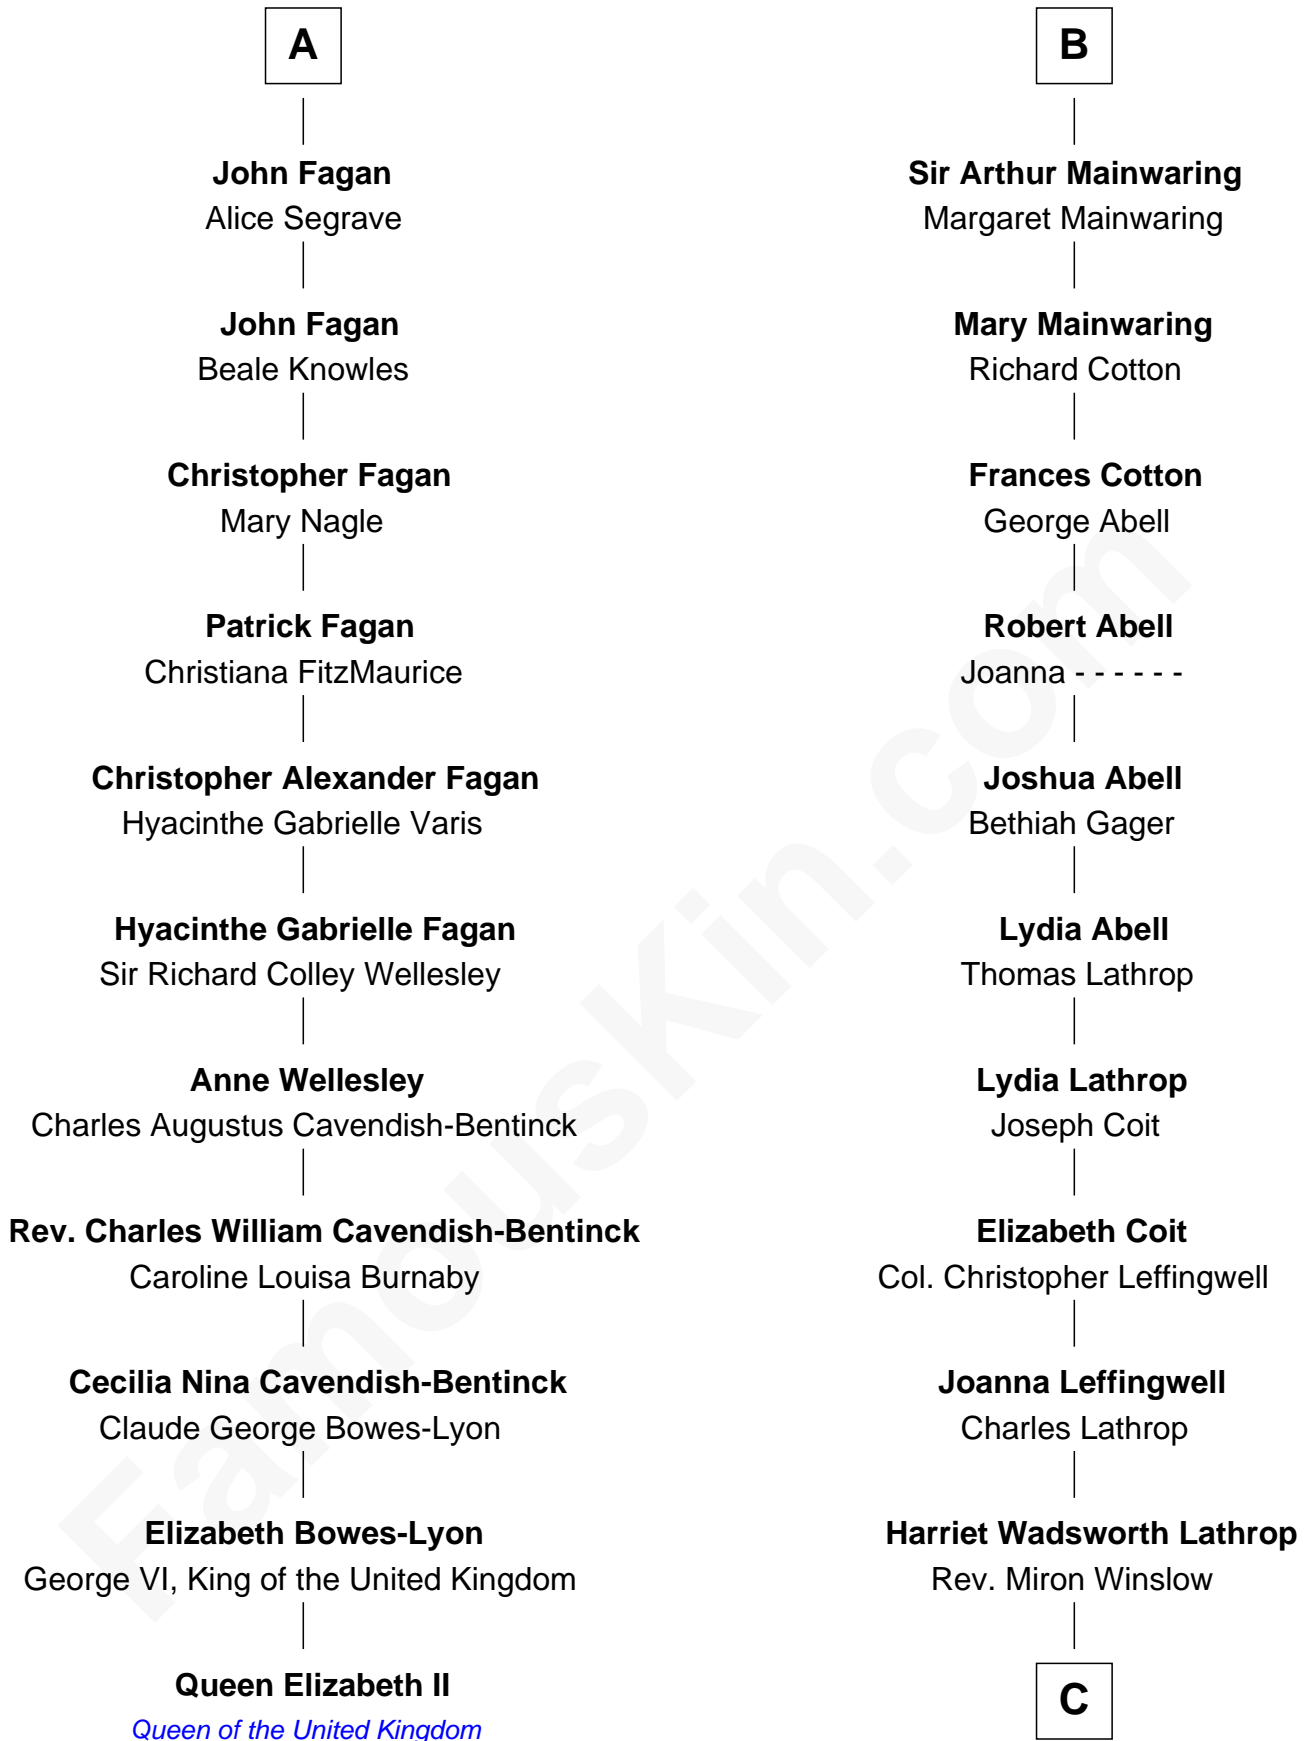 A
John Fagan
Alice Segrave
John Fagan
Beale Knowles
Christopher Fagan
Mary Nagle
Patrick Fagan
Christiana FitzMaurice
Christopher Alexander Fagan
Hyacinthe Gabrielle Varis
Hyacinthe Gabrielle Fagan
Sir Richard Colley Wellesley
Anne Wellesley
Charles Augustus Cavendish-Bentinck
Rev. Charles William Cavendish-Bentinck
Caroline Louisa Burnaby
Cecilia Nina Cavendish-Bentinck
Claude George Bowes-Lyon
Elizabeth Bowes-Lyon
George VI, King of the United Kingdom
Queen Elizabeth II
Queen of the United Kingdom
B
Sir Arthur Mainwaring
Margaret Mainwaring
Mary Mainwaring
Richard Cotton
Frances Cotton
George Abell
Robert Abell
Joanna - - - - - -
Joshua Abell
Bethiah Gager
Lydia Abell
Thomas Lathrop
Lydia Lathrop
Joseph Coit
Elizabeth Coit
Col. Christopher Leffingwell
Joanna Leffingwell
Charles Lathrop
Harriet Wadsworth Lathrop
Rev. Miron Winslow
C
FamousKin.com